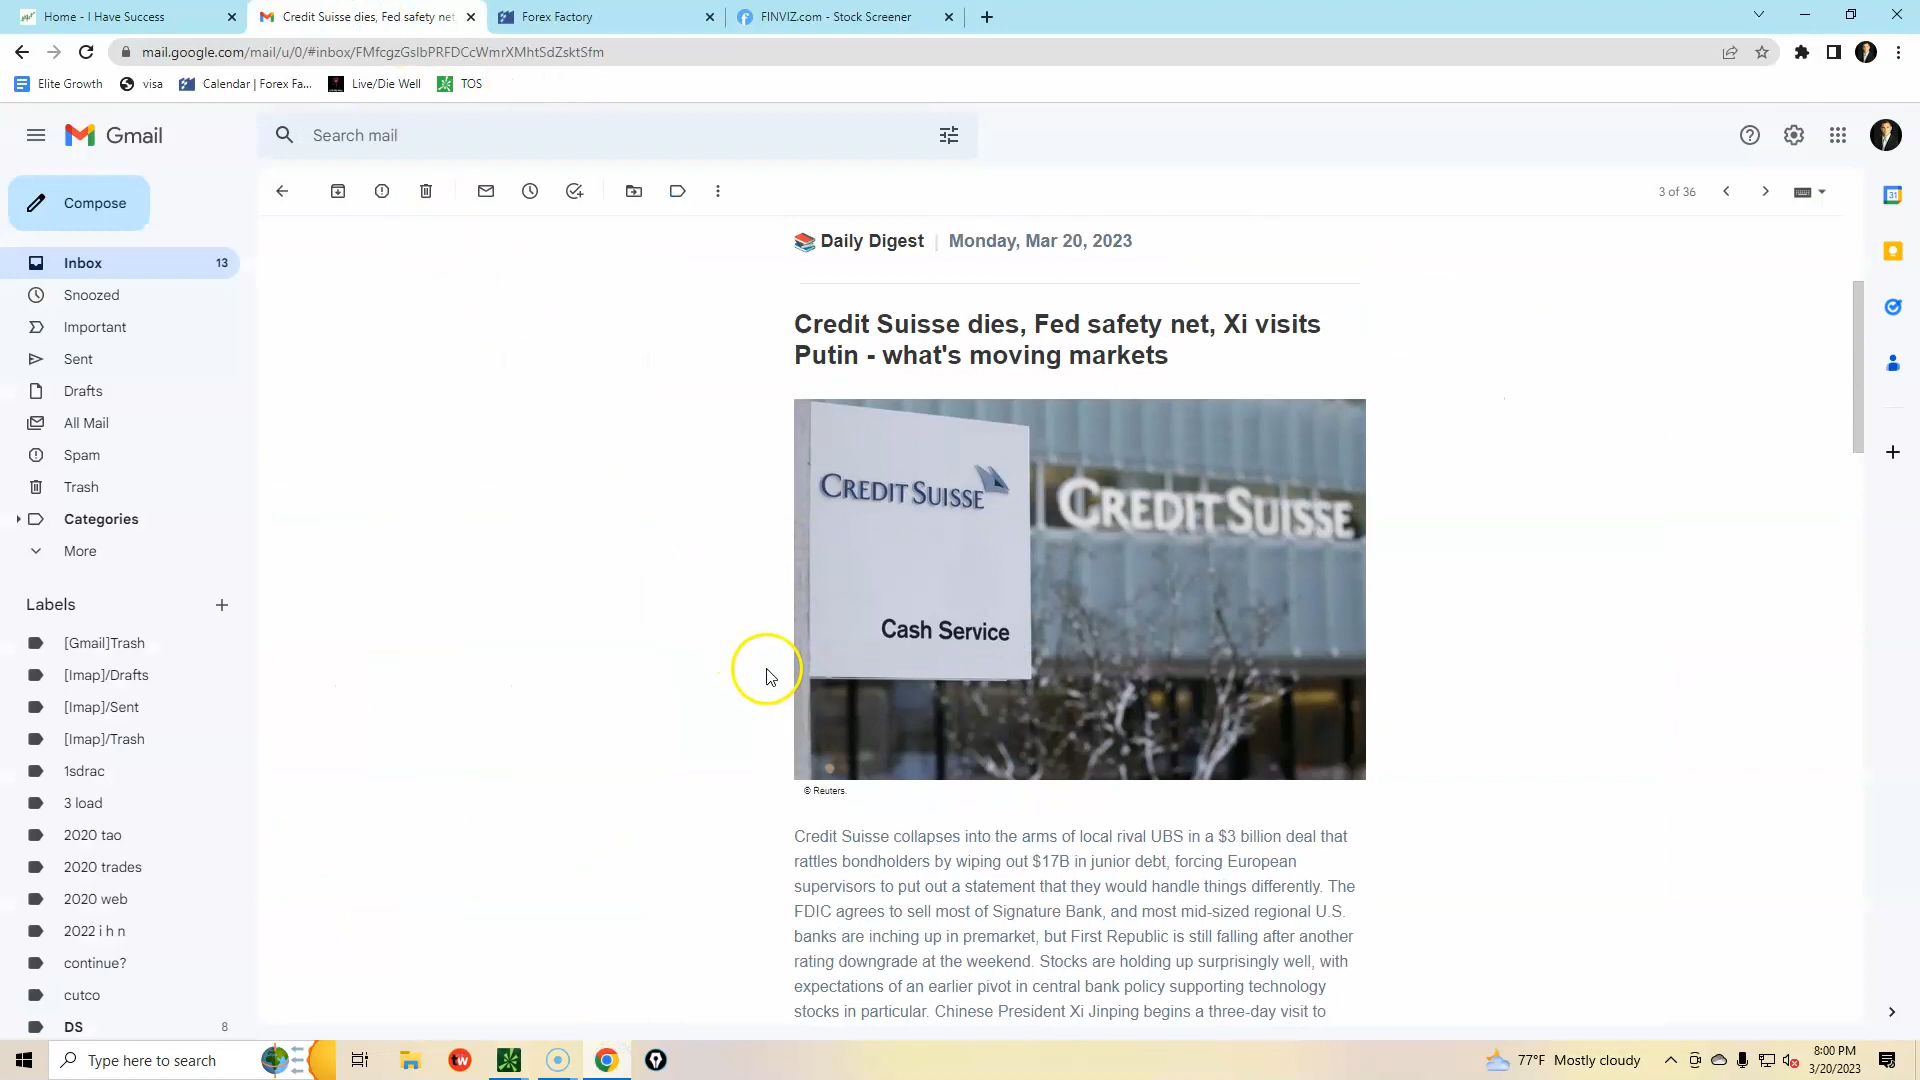 Home - I Have Success
Credit Suisse dies, Fed safety net,
Forex Factory
FINVIZ.com - Stock Screener
mail.google.com/mail/u/0/#inbox/FMfcgzGslbPRFDCcWmrXMhtSdZsktSfm
Elite Growth
visa
Calendar | Forex Fa...
Live/Die Well
TOS
Gmail
Search mail
Compose
3 of 36
Inbox 13
Snoozed
Important
Sent
Drafts
All Mail
Spam
Trash
Categories
More
Labels
[Gmail]Trash
[Imap]/Drafts
[Imap]/Sent
[Imap]/Trash
1sdrac
3 load
2020 tao
2020 trades
2020 web
2022 i h n
continue?
cutco
DS 8
Daily Digest | Monday, Mar 20, 2023
Credit Suisse dies, Fed safety net, Xi visits
Putin - what's moving markets
CREDIT SUISSE
CREDIT SUISSE
Cash Service
© Reuters.
Credit Suisse collapses into the arms of local rival UBS in a $3 billion deal that
rattles bondholders by wiping out $17B in junior debt, forcing European
supervisors to put out a statement that they would handle things differently. The
FDIC agrees to sell most of Signature Bank, and most mid-sized regional U.S.
banks are inching up in premarket, but First Republic is still falling after another
rating downgrade at the weekend. Stocks are holding up surprisingly well, with
expectations of an earlier pivot in central bank policy supporting technology
stocks in particular. Chinese President Xi Jinping begins a three-day visit to
31
Type here to search
tw
77°F Mostly cloudy
8:00 PM
3/20/2023